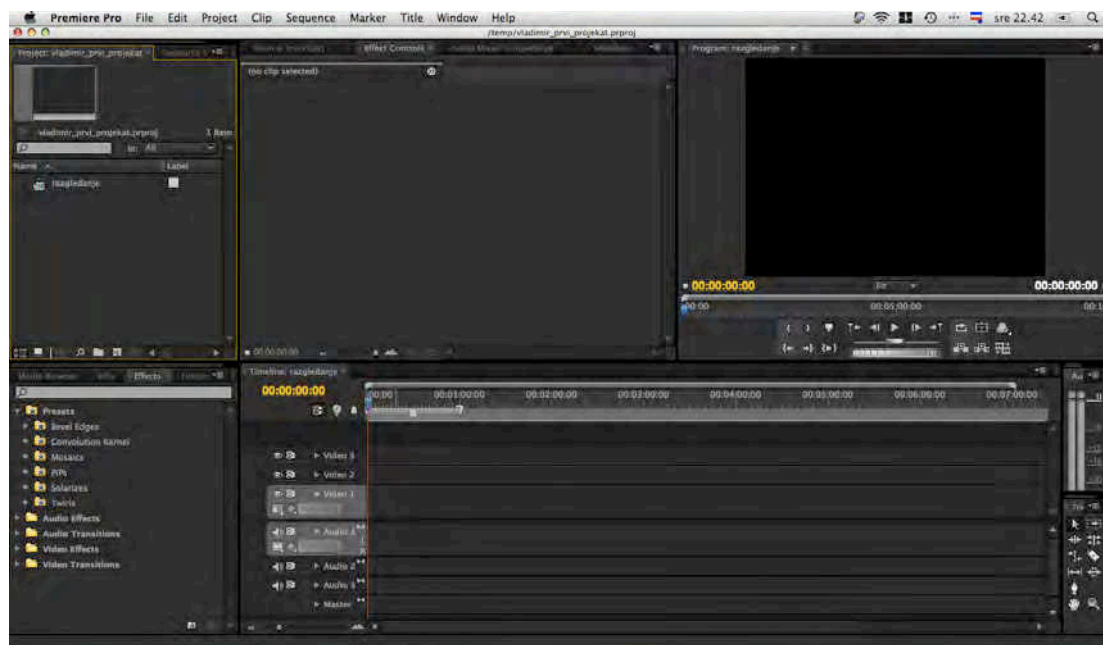 Premiere Pro File Edit Project Clip Sequence Marker Title Window Help
sre 22.42
/temp/vladimir_prvi_projekat.prproj
Project: vladimir_prvi_projekat
Effect Controls
Program: razgledanje
(no clip selected)
vladimir_prvi_projekat.prproj
1 Item
In: All
Name Label
razgledanje
00:00:00:00
00:00:00:00
00:00 00:05:00:00
00:00:00:00
Effects
Timeline: razgledanje
00:00:00:00
00:00 00:01:00:00 00:02:00:00 00:03:00:00 00:04:00:00 00:05:00:00 00:06:00:00 00:07:00:00
Presets
Bevel Edges
Convolution Kernel
Mosaics
PiPs
Solarizes
Twirls
Audio Effects
Audio Transitions
Video Effects
Video Transitions
Video 3
Video 2
Video 1
Audio 1
Audio 2
Audio 3
Master